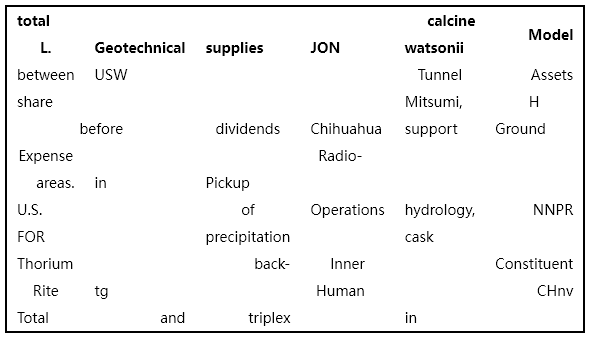 total calcine
L. Geotechnical supplies JON watsonii Model
between USW Tunnel Assets
share Mitsumi, H
before dividends Chihuahua support Ground
Expense Radio-
areas. in Pickup
U.S. of Operations hydrology, NNPR
FOR precipitation cask
Thorium back- Inner Constituent
Rite tg Human CHnv
Total and triplex in